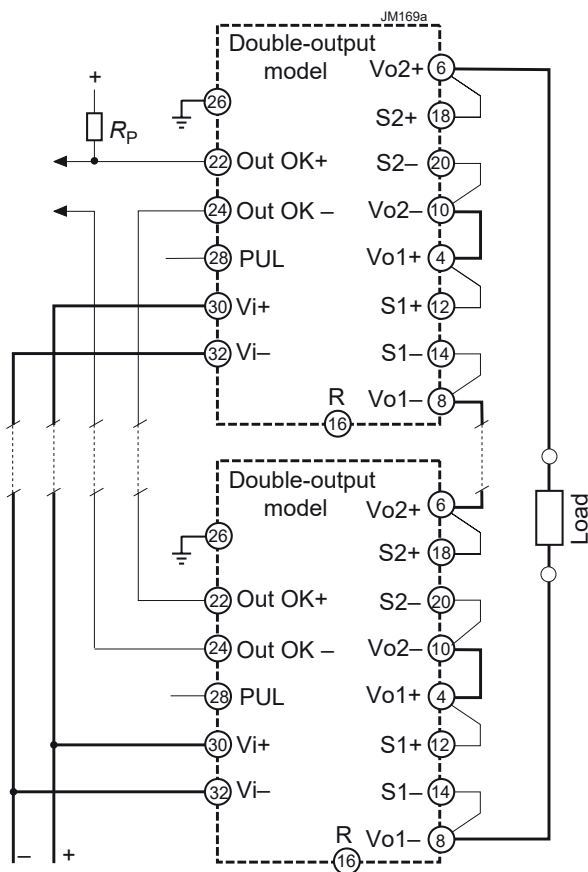 JM169a
Double-output
model
+
R_P
26
22 Out OK+
24 Out OK –
28 PUL
30 Vi+
32 Vi–
R
16
Vo2+ 6
S2+ 18
S2– 20
Vo2– 10
Vo1+ 4
S1+ 12
S1– 14
Vo1– 8
Load
Double-output
model
26
22 Out OK+
24 Out OK –
28 PUL
30 Vi+
32 Vi–
R
16
Vo2+ 6
S2+ 18
S2– 20
Vo2– 10
Vo1+ 4
S1+ 12
S1– 14
Vo1– 8
– +